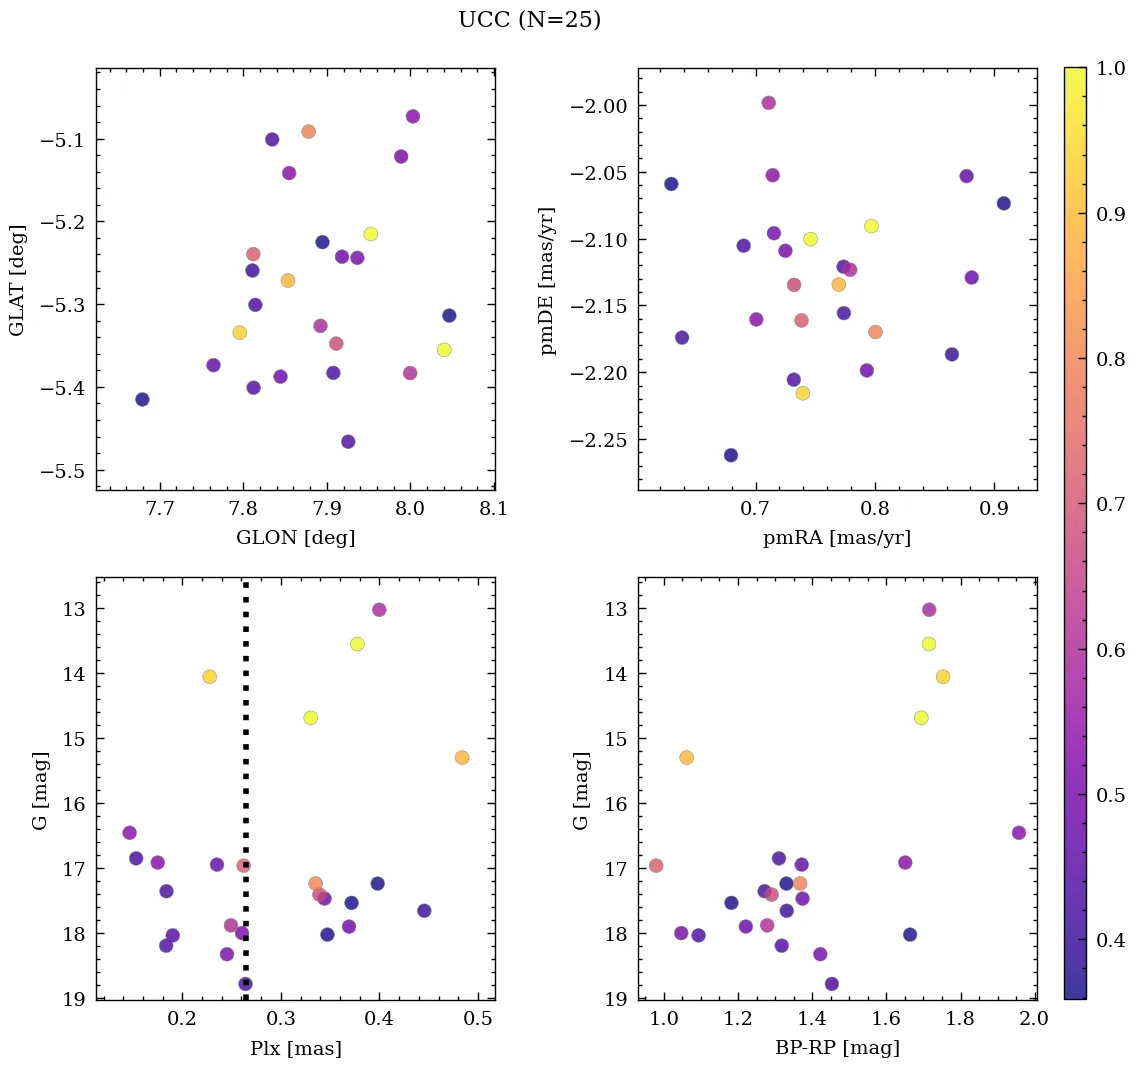 UCC (N=25)
−5.1
−5.2
−5.3
−5.4
−5.5
GLAT [deg]
7.7 7.8 7.9 8.0 8.1
GLON [deg]
−2.00
−2.05
−2.10
−2.15
−2.20
−2.25
pmDE [mas/yr]
0.7 0.8 0.9
pmRA [mas/yr]
13
14
15
16
17
18
19
G [mag]
0.2 0.3 0.4 0.5
Plx [mas]
13
14
15
16
17
18
19
G [mag]
1.0 1.2 1.4 1.6 1.8 2.0
BP-RP [mag]
1.0
0.9
0.8
0.7
0.6
0.5
0.4